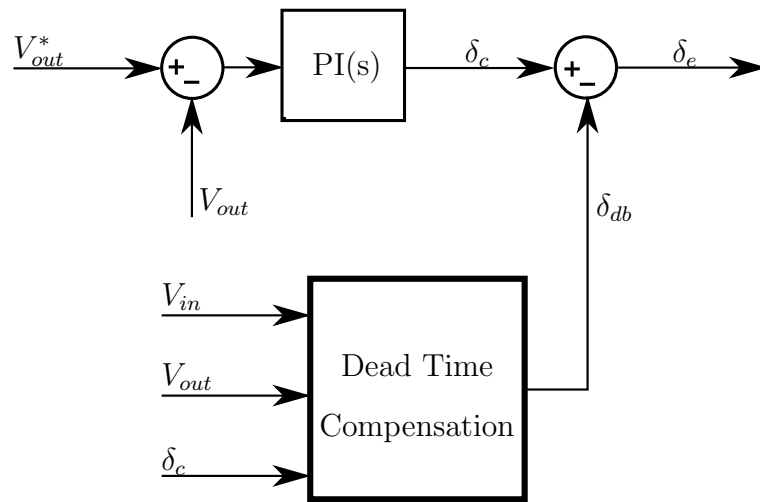 V*out
+
−
PI(s)
δc
+
−
δe
Vout
δdb
Vin
Vout
δc
Dead Time
Compensation